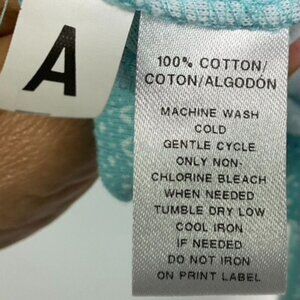 A
100% COTTON/
COTON/ALGODÓN
MACHINE WASH
COLD
GENTLE CYCLE
ONLY NON-
CHLORINE BLEACH
WHEN NEEDED
TUMBLE DRY LOW
COOL IRON
IF NEEDED
DO NOT IRON
ON PRINT LABEL